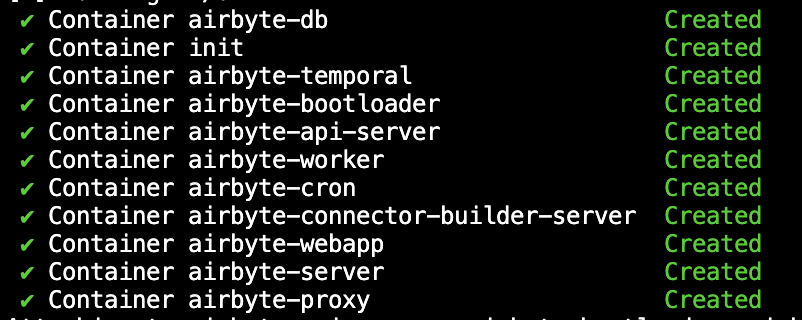 ✔ Container airbyte-db Created
✔ Container init Created
✔ Container airbyte-temporal Created
✔ Container airbyte-bootloader Created
✔ Container airbyte-api-server Created
✔ Container airbyte-worker Created
✔ Container airbyte-cron Created
✔ Container airbyte-connector-builder-server Created
✔ Container airbyte-webapp Created
✔ Container airbyte-server Created
✔ Container airbyte-proxy Created